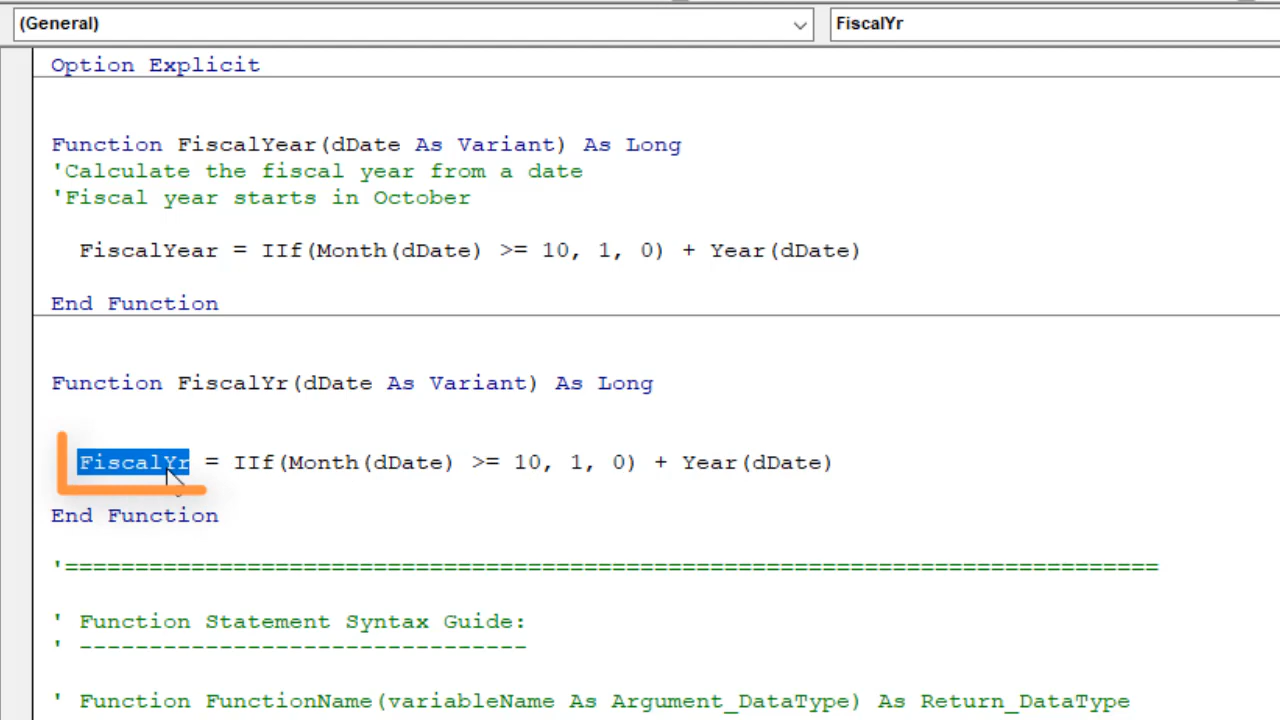 (General) FiscalYr
Option Explicit
Function FiscalYear(dDate As Variant) As Long
'Calculate the fiscal year from a date
'Fiscal year starts in October
FiscalYear = IIf(Month(dDate) >= 10, 1, 0) + Year(dDate)
End Function
Function FiscalYr(dDate As Variant) As Long
FiscalYr = IIf(Month(dDate) >= 10, 1, 0) + Year(dDate)
End Function
'==============================================================================
' Function Statement Syntax Guide:
' --------------------------------
' Function FunctionName(variableName As Argument_DataType) As Return_DataType